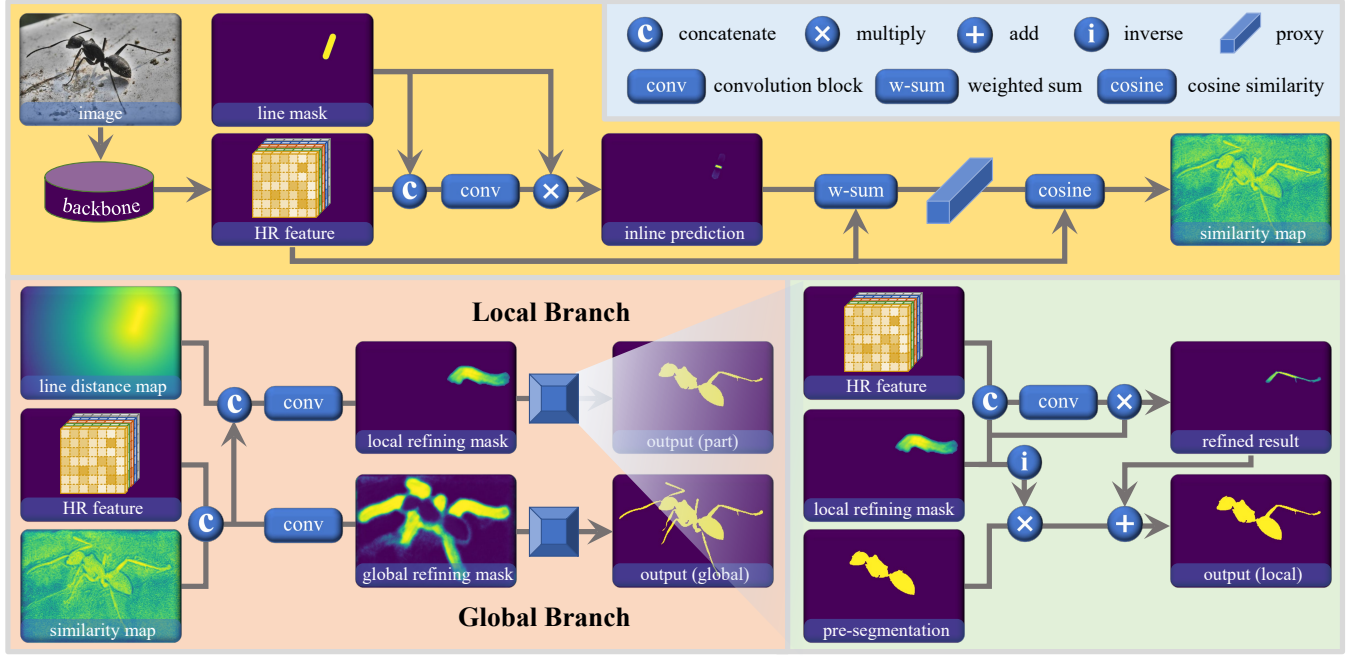 image
line mask
c concatenate
multiply
add
i inverse
proxy
conv convolution block
w-sum weighted sum
cosine cosine similarity
backbone
HR feature
c
conv
inline prediction
w-sum
cosine
similarity map
Local Branch
line distance map
HR feature
similarity map
c
c
conv
conv
local refining mask
global refining mask
output (part)
output (global)
Global Branch
HR feature
local refining mask
pre-segmentation
c
conv
i
refined result
output (local)